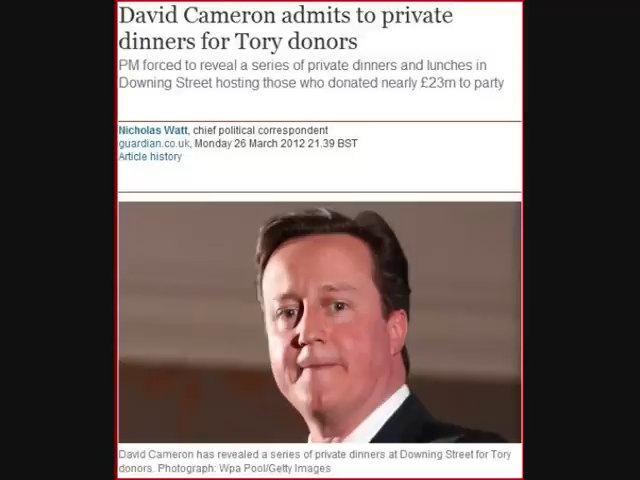 David Cameron admits to private
dinners for Tory donors
PM forced to reveal a series of private dinners and lunches in
Downing Street hosting those who donated nearly £23m to party
Nicholas Watt, chief political correspondent
guardian.co.uk, Monday 26 March 2012 21.39 BST
Article history
David Cameron has revealed a series of private dinners at Downing Street for Tory
donors. Photograph: Wpa Pool/Getty Images